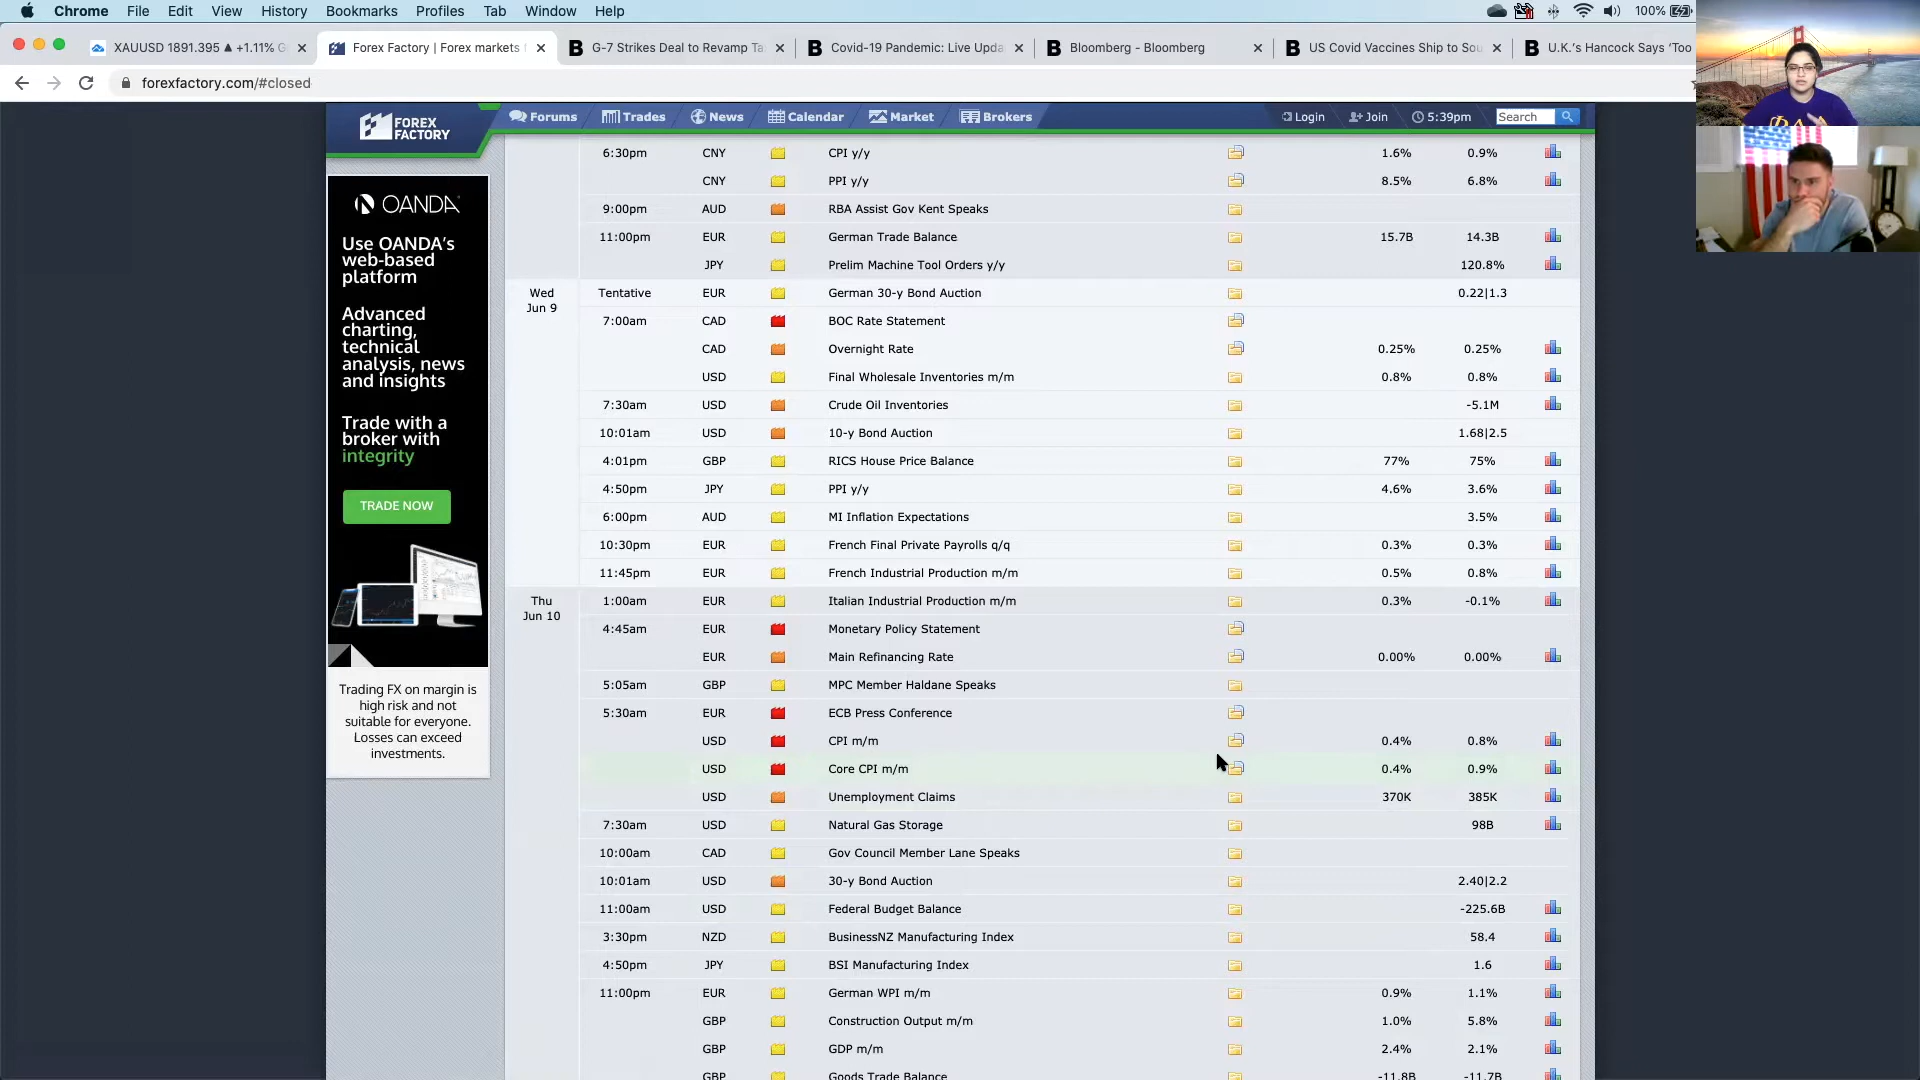 Chrome File Edit View History Bookmarks Profiles Tab Window Help 100%
XAUUSD 1891.395 ▲ +1.11% Forex Factory | Forex markets G-7 Strikes Deal to Revamp Ta Covid-19 Pandemic: Live Upda Bloomberg - Bloomberg US Covid Vaccines Ship to Sou U.K.'s Hancock Says 'Too
forexfactory.com/#closed
FOREX FACTORY Forums Trades News Calendar Market Brokers Login Join 5:39pm Search
6:30pm CNY CPI y/y 1.6% 0.9%
CNY PPI y/y 8.5% 6.8%
9:00pm AUD RBA Assist Gov Kent Speaks
11:00pm EUR German Trade Balance 15.7B 14.3B
JPY Prelim Machine Tool Orders y/y 120.8%
Wed Jun 9 Tentative EUR German 30-y Bond Auction 0.22|1.3
7:00am CAD BOC Rate Statement
CAD Overnight Rate 0.25% 0.25%
USD Final Wholesale Inventories m/m 0.8% 0.8%
7:30am USD Crude Oil Inventories -5.1M
10:01am USD 10-y Bond Auction 1.68|2.5
4:01pm GBP RICS House Price Balance 77% 75%
4:50pm JPY PPI y/y 4.6% 3.6%
6:00pm AUD MI Inflation Expectations 3.5%
10:30pm EUR French Final Private Payrolls q/q 0.3% 0.3%
11:45pm EUR French Industrial Production m/m 0.5% 0.8%
Thu Jun 10 1:00am EUR Italian Industrial Production m/m 0.3% -0.1%
4:45am EUR Monetary Policy Statement
EUR Main Refinancing Rate 0.00% 0.00%
5:05am GBP MPC Member Haldane Speaks
5:30am EUR ECB Press Conference
USD CPI m/m 0.4% 0.8%
USD Core CPI m/m 0.4% 0.9%
USD Unemployment Claims 370K 385K
7:30am USD Natural Gas Storage 98B
10:00am CAD Gov Council Member Lane Speaks
10:01am USD 30-y Bond Auction 2.40|2.2
11:00am USD Federal Budget Balance -225.6B
3:30pm NZD BusinessNZ Manufacturing Index 58.4
4:50pm JPY BSI Manufacturing Index 1.6
11:00pm EUR German WPI m/m 0.9% 1.1%
GBP Construction Output m/m 1.0% 5.8%
GBP GDP m/m 2.4% 2.1%
GBP Goods Trade Balance -11.8B -11.7B
OANDA
Use OANDA's
web-based
platform
Advanced
charting,
technical
analysis, news
and insights
Trade with a
broker with
integrity
TRADE NOW
Trading FX on margin is
high risk and not
suitable for everyone.
Losses can exceed
investments.
ΦΔΛ